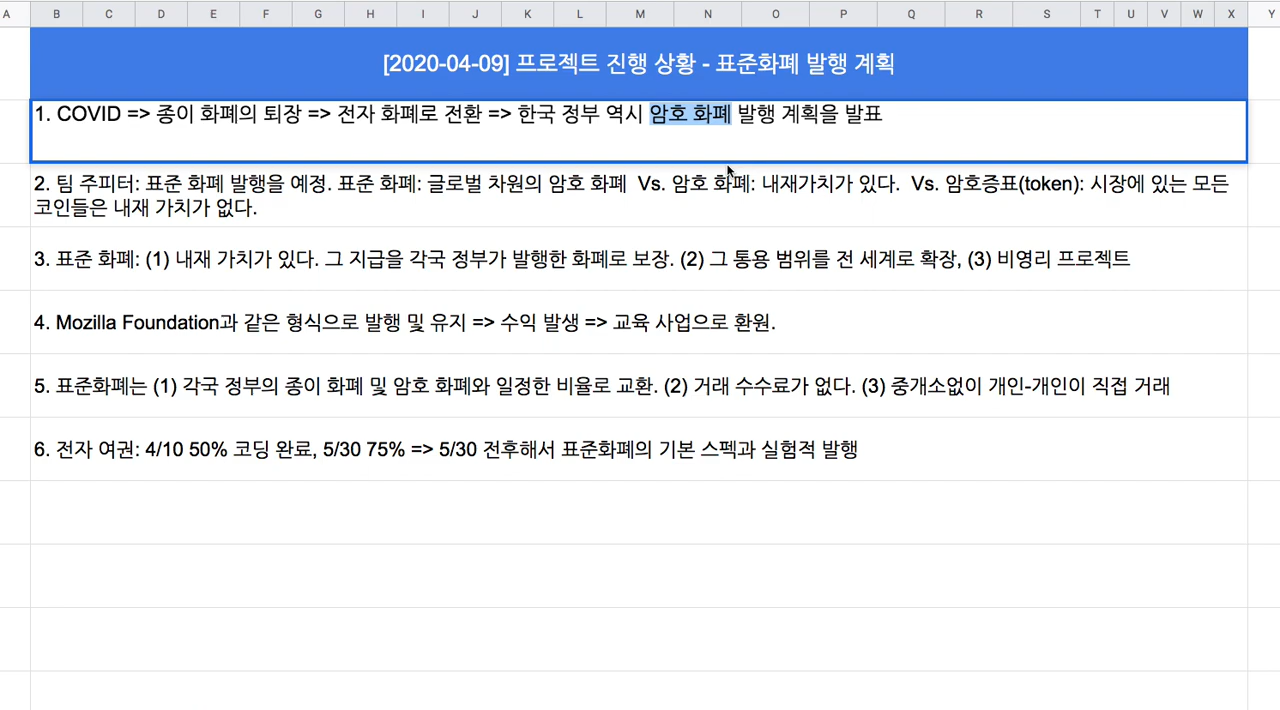 A B C D E F G H I J K L M N O P Q R S T U V W X Y
[2020-04-09] 프로젝트 진행 상황 - 표준화폐 발행 계획
1. COVID => 종이 화폐의 퇴장 => 전자 화폐로 전환 => 한국 정부 역시 암호 화폐 발행 계획을 발표
2. 팀 주피터: 표준 화폐 발행을 예정. 표준 화폐: 글로벌 차원의 암호 화폐  Vs. 암호 화폐: 내재가치가 있다.  Vs. 암호증표(token): 시장에 있는 모든
코인들은 내재 가치가 없다.
3. 표준 화폐: (1) 내재 가치가 있다. 그 지급을 각국 정부가 발행한 화폐로 보장. (2) 그 통용 범위를 전 세계로 확장, (3) 비영리 프로젝트
4. Mozilla Foundation과 같은 형식으로 발행 및 유지 => 수익 발생 => 교육 사업으로 환원.
5. 표준화폐는 (1) 각국 정부의 종이 화폐 및 암호 화폐와 일정한 비율로 교환. (2) 거래 수수료가 없다. (3) 중개소없이 개인-개인이 직접 거래
6. 전자 여권: 4/10 50% 코딩 완료, 5/30 75% => 5/30 전후해서 표준화폐의 기본 스펙과 실험적 발행